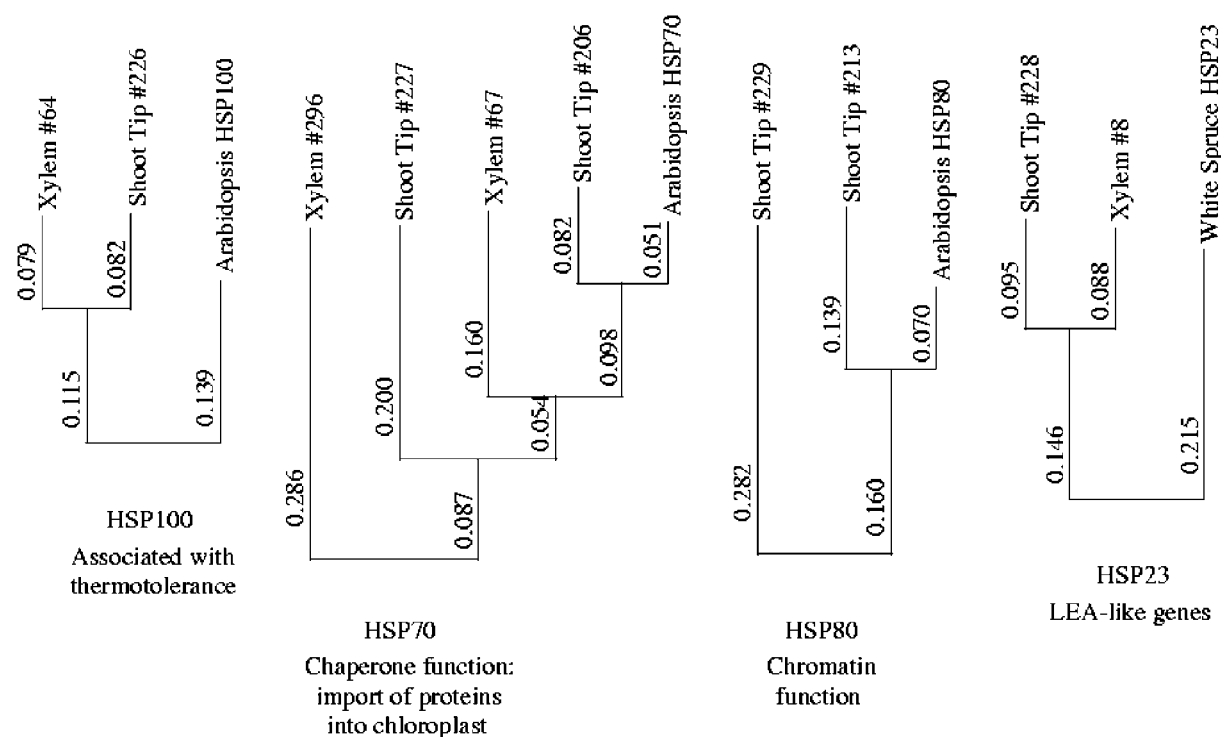 Xylem #64
Shoot Tip #226
Arabidopsis HSP100
0.079
0.082
0.115
0.139
HSP100
Associated with
thermotolerance
Xylem #296
Shoot Tip #227
Xylem #67
Shoot Tip #206
Arabidopsis HSP70
0.082
0.051
0.160
0.098
0.200
0.054
0.286
0.087
HSP70
Chaperone function:
import of proteins
into chloroplast
Shoot Tip #229
Shoot Tip #213
Arabidopsis HSP80
0.139
0.070
0.282
0.160
HSP80
Chromatin
function
Shoot Tip #228
Xylem #8
White Spruce HSP23
0.095
0.088
0.146
0.215
HSP23
LEA-like genes